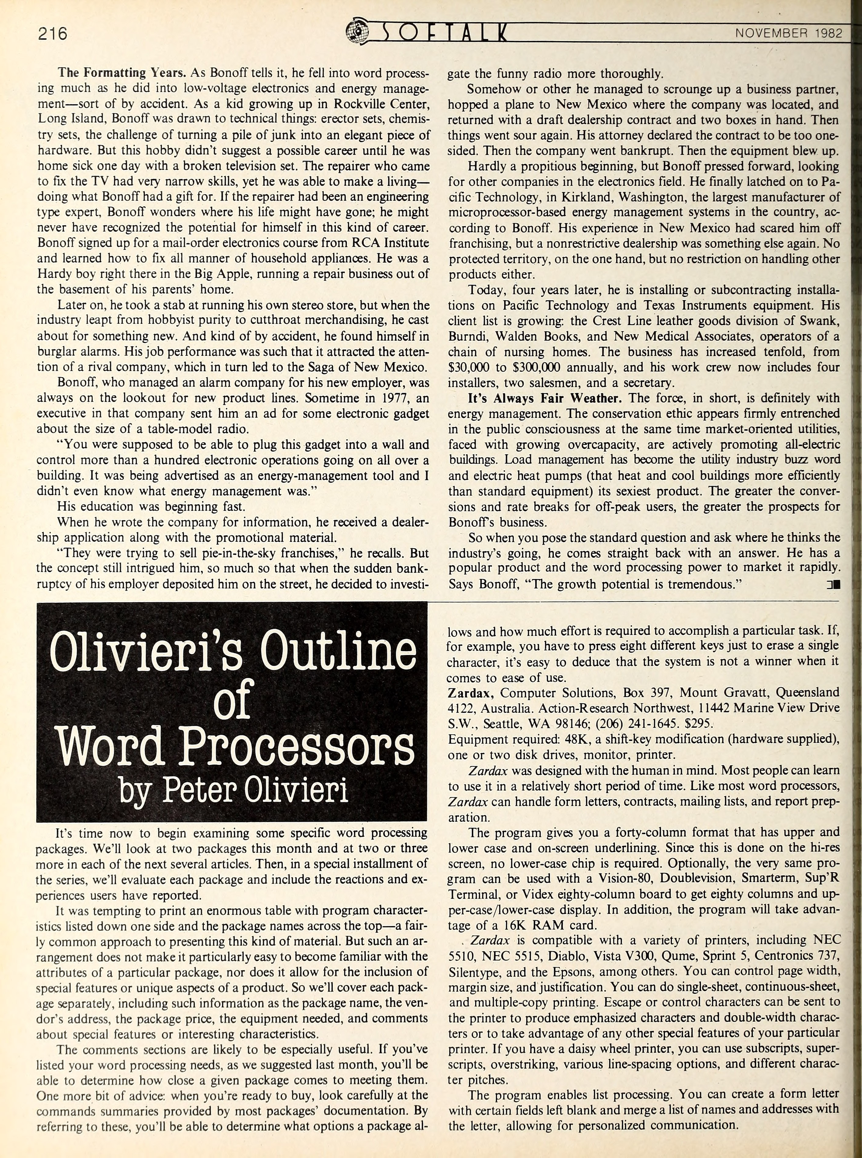 216
SOFTALK
NOVEMBER 1982
The Formatting Years. As Bonoff tells it, he fell into word process-
ing much as he did into low-voltage electronics and energy manage-
ment—sort of by accident. As a kid growing up in Rockville Center,
Long Island, Bonoff was drawn to technical things: erector sets, chemis-
try sets, the challenge of turning a pile of junk into an elegant piece of
hardware. But this hobby didn't suggest a possible career until he was
home sick one day with a broken television set. The repairer who came
to fix the TV had very narrow skills, yet he was able to make a living—
doing what Bonoff had a gift for. If the repairer had been an engineering
type expert, Bonoff wonders where his life might have gone; he might
never have recognized the potential for himself in this kind of career.
Bonoff signed up for a mail-order electronics course from RCA Institute
and learned how to fix all manner of household appliances. He was a
Hardy boy right there in the Big Apple, running a repair business out of
the basement of his parents' home.
Later on, he took a stab at running his own stereo store, but when the
industry leapt from hobbyist purity to cutthroat merchandising, he cast
about for something new. And kind of by accident, he found himself in
burglar alarms. His job performance was such that it attracted the atten-
tion of a rival company, which in turn led to the Saga of New Mexico.
Bonoff, who managed an alarm company for his new employer, was
always on the lookout for new product lines. Sometime in 1977, an
executive in that company sent him an ad for some electronic gadget
about the size of a table-model radio.
"You were supposed to be able to plug this gadget into a wall and
control more than a hundred electronic operations going on all over a
building. It was being advertised as an energy-management tool and I
didn't even know what energy management was."
His education was beginning fast.
When he wrote the company for information, he received a dealer-
ship application along with the promotional material.
"They were trying to sell pie-in-the-sky franchises," he recalls. But
the concept still intrigued him, so much so that when the sudden bank-
ruptcy of his employer deposited him on the street, he decided to investi-
gate the funny radio more thoroughly.
Somehow or other he managed to scrounge up a business partner,
hopped a plane to New Mexico where the company was located, and
returned with a draft dealership contract and two boxes in hand. Then
things went sour again. His attorney declared the contract to be too one-
sided. Then the company went bankrupt. Then the equipment blew up.
Hardly a propitious beginning, but Bonoff pressed forward, looking
for other companies in the electronics field. He finally latched on to Pa-
cific Technology, in Kirkland, Washington, the largest manufacturer of
microprocessor-based energy management systems in the country, ac-
cording to Bonoff. His experience in New Mexico had scared him off
franchising, but a nonrestrictive dealership was something else again. No
protected territory, on the one hand, but no restriction on handling other
products either.
Today, four years later, he is installing or subcontracting installa-
tions on Pacific Technology and Texas Instruments equipment. His
client list is growing: the Crest Line leather goods division of Swank,
Burndi, Walden Books, and New Medical Associates, operators of a
chain of nursing homes. The business has increased tenfold, from
$30,000 to $300,000 annually, and his work crew now includes four
installers, two salesmen, and a secretary.
It's Always Fair Weather. The force, in short, is definitely with
energy management. The conservation ethic appears firmly entrenched
in the public consciousness at the same time market-oriented utilities,
faced with growing overcapacity, are actively promoting all-electric
buildings. Load management has become the utility industry buzz word
and electric heat pumps (that heat and cool buildings more efficiently
than standard equipment) its sexiest product. The greater the conver-
sions and rate breaks for off-peak users, the greater the prospects for
Bonoff's business.
So when you pose the standard question and ask where he thinks the
industry's going, he comes straight back with an answer. He has a
popular product and the word processing power to market it rapidly.
Says Bonoff, "The growth potential is tremendous."
Olivieri's Outline
of
Word Processors
by Peter Olivieri
It's time now to begin examining some specific word processing
packages. We'll look at two packages this month and at two or three
more in each of the next several articles. Then, in a special installment of
the series, we'll evaluate each package and include the reactions and ex-
periences users have reported.
It was tempting to print an enormous table with program character-
istics listed down one side and the package names across the top—a fair-
ly common approach to presenting this kind of material. But such an ar-
rangement does not make it particularly easy to become familiar with the
attributes of a particular package, nor does it allow for the inclusion of
special features or unique aspects of a product. So we'll cover each pack-
age separately, including such information as the package name, the ven-
dor's address, the package price, the equipment needed, and comments
about special features or interesting characteristics.
The comments sections are likely to be especially useful. If you've
listed your word processing needs, as we suggested last month, you'll be
able to determine how close a given package comes to meeting them.
One more bit of advice: when you're ready to buy, look carefully at the
commands summaries provided by most packages' documentation. By
referring to these, you'll be able to determine what options a package al-
lows and how much effort is required to accomplish a particular task. If,
for example, you have to press eight different keys just to erase a single
character, it's easy to deduce that the system is not a winner when it
comes to ease of use.
Zardax, Computer Solutions, Box 397, Mount Gravatt, Queensland
4122, Australia. Action-Research Northwest, 11442 Marine View Drive
S.W., Seattle, WA 98146; (206) 241-1645. $295.
Equipment required: 48K, a shift-key modification (hardware supplied),
one or two disk drives, monitor, printer.
Zardax was designed with the human in mind. Most people can learn
to use it in a relatively short period of time. Like most word processors,
Zardax can handle form letters, contracts, mailing lists, and report prep-
aration.
The program gives you a forty-column format that has upper and
lower case and on-screen underlining. Since this is done on the hi-res
screen, no lower-case chip is required. Optionally, the very same pro-
gram can be used with a Vision-80, Doublevision, Smarterm, Sup'R
Terminal, or Videx eighty-column board to get eighty columns and up-
per-case/lower-case display. In addition, the program will take advan-
tage of a 16K RAM card.
Zardax is compatible with a variety of printers, including NEC
5510, NEC 5515, Diablo, Vista V300, Qume, Sprint 5, Centronics 737,
Silentype, and the Epsons, among others. You can control page width,
margin size, and justification. You can do single-sheet, continuous-sheet,
and multiple-copy printing. Escape or control characters can be sent to
the printer to produce emphasized characters and double-width charac-
ters or to take advantage of any other special features of your particular
printer. If you have a daisy wheel printer, you can use subscripts, super-
scripts, overstriking, various line-spacing options, and different charac-
ter pitches.
The program enables list processing. You can create a form letter
with certain fields left blank and merge a list of names and addresses with
the letter, allowing for personalized communication.